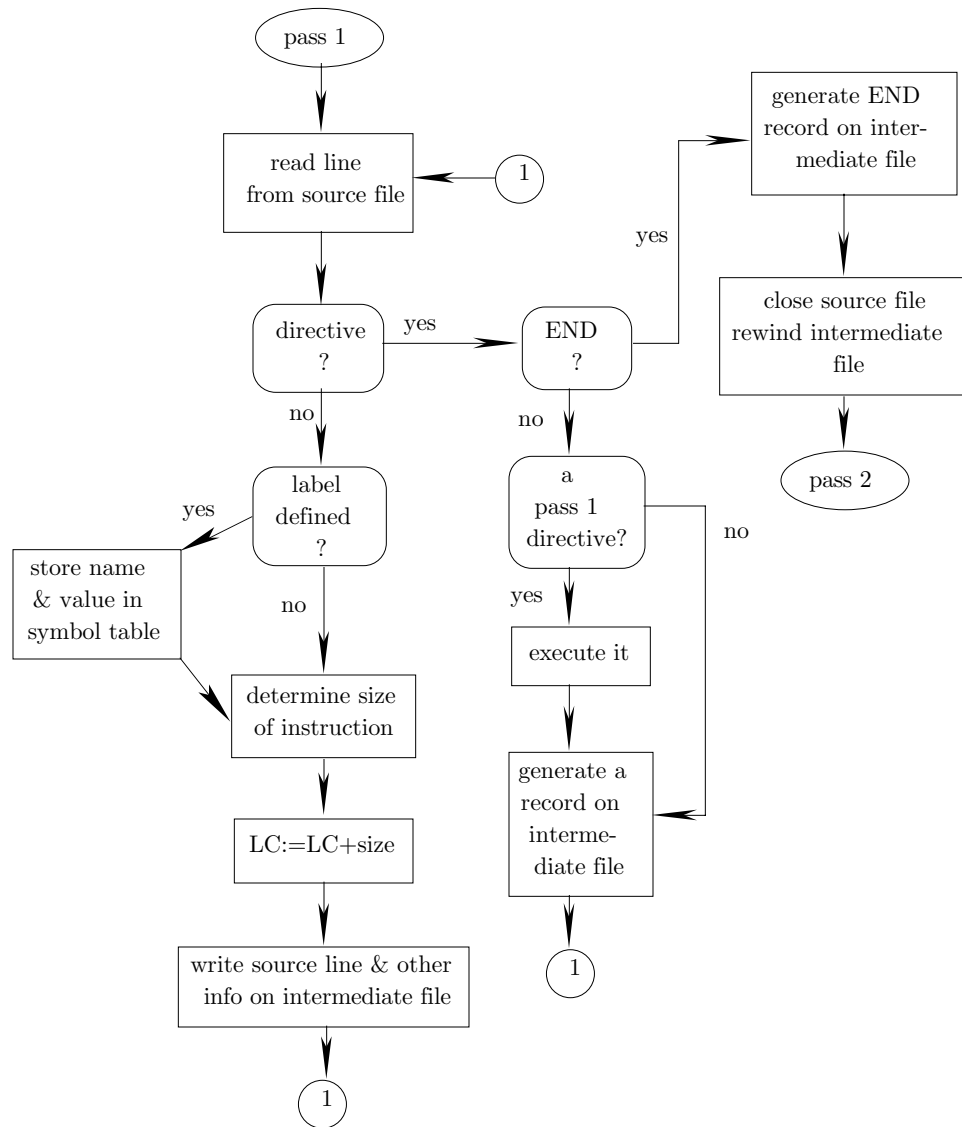 pass 1
read line
from source file
1
directive
?
yes
no
END
?
yes
no
generate END
record on inter-
mediate file
close source file
rewind intermediate
file
pass 2
label
defined
?
yes
no
store name
& value in
symbol table
determine size
of instruction
LC:=LC+size
write source line & other
info on intermediate file
1
a
pass 1
directive?
yes
no
execute it
generate a
record on
interme-
diate file
1